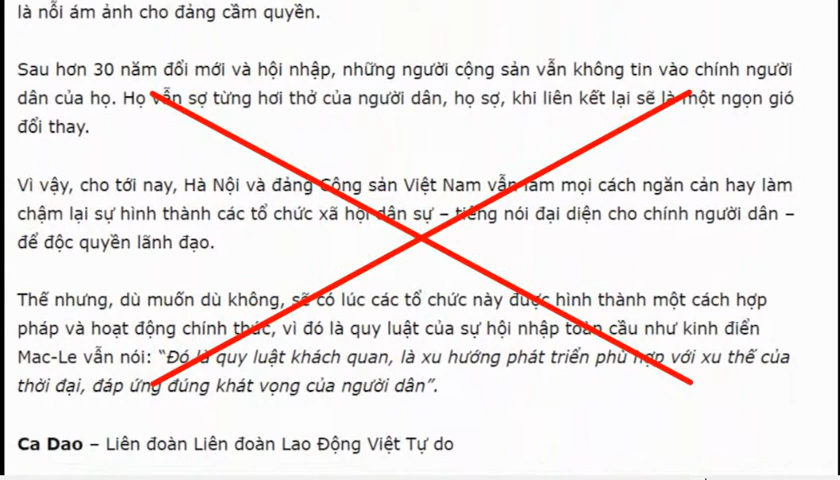 là nỗi ám ảnh cho đảng cầm quyền.
Sau hơn 30 năm đổi mới và hội nhập, những người cộng sản vẫn không tin vào chính người
dân của họ. Họ vẫn sợ từng hơi thở của người dân, họ sợ, khi liên kết lại sẽ là một ngọn gió
đổi thay.
Vì vậy, cho tới nay, Hà Nội và đảng Cộng sản Việt Nam vẫn làm mọi cách ngăn cản hay làm
chậm lại sự hình thành các tổ chức xã hội dân sự – tiếng nói đại diện cho chính người dân –
để độc quyền lãnh đạo.
Thế nhưng, dù muốn dù không, sẽ có lúc các tổ chức này được hình thành một cách hợp
pháp và hoạt động chính thức, vì đó là quy luật của sự hội nhập toàn cầu như kinh điển
Mac-Le vẫn nói: “Đó là quy luật khách quan, là xu hướng phát triển phù hợp với xu thế của
thời đại, đáp ứng đúng khát vọng của người dân”.
Ca Dao – Liên đoàn Liên đoàn Lao Động Việt Tự do